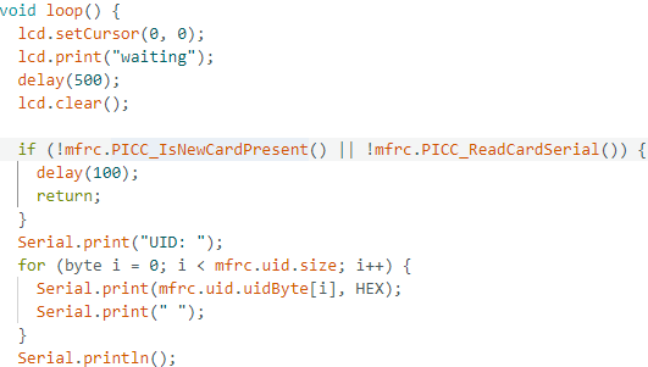 void loop() {
  lcd.setCursor(0, 0);
  lcd.print("waiting");
  delay(500);
  lcd.clear();

  if (!mfrc.PICC_IsNewCardPresent() || !mfrc.PICC_ReadCardSerial()) {
    delay(100);
    return;
  }
  Serial.print("UID: ");
  for (byte i = 0; i < mfrc.uid.size; i++) {
    Serial.print(mfrc.uid.uidByte[i], HEX);
    Serial.print(" ");
  }
  Serial.println();